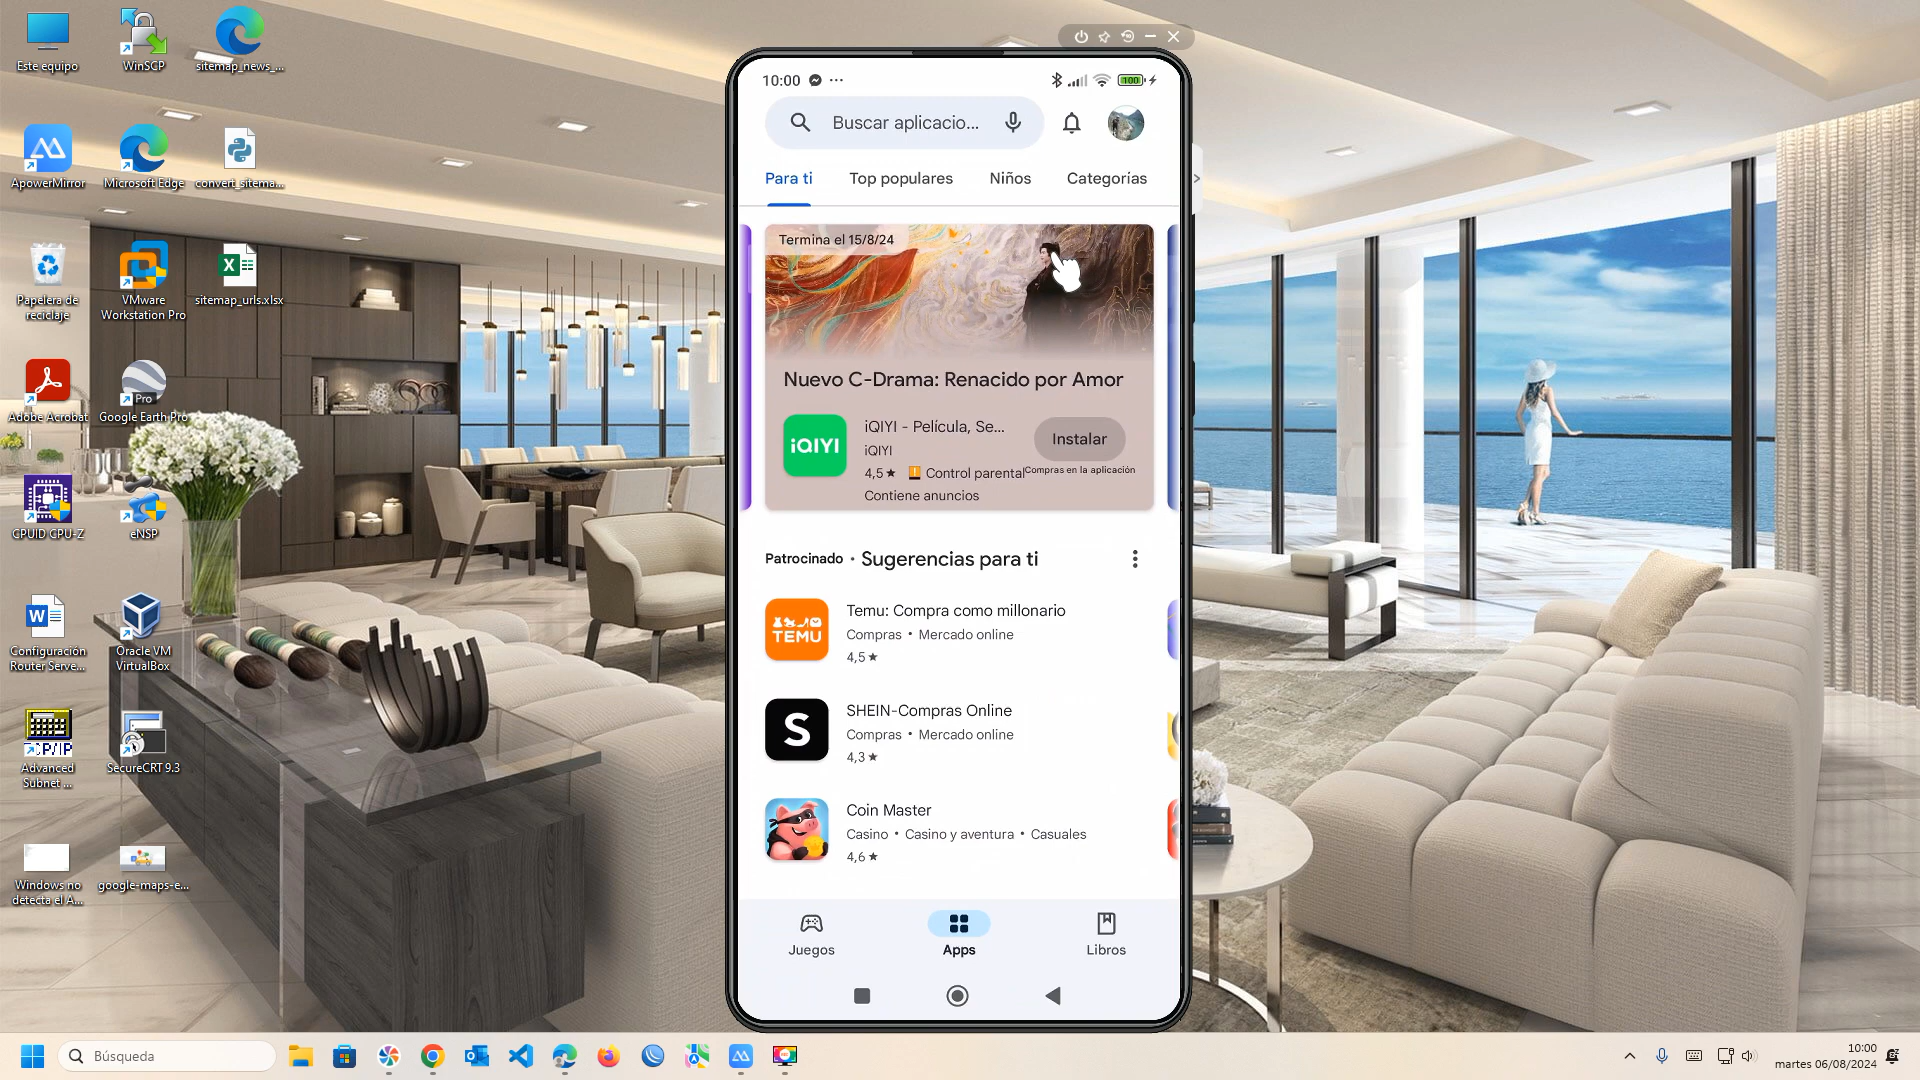 Este equipo
WinSCP
sitemap_news_...
ApowerMirror
Microsoft Edge
convert_sitema...
Papelera de
reciclaje
VMware
Workstation Pro
sitemap_urls.xlsx
Adobe Acrobat
Pro
Google Earth Pro
CPUID CPU-Z
eNSP
Configuración
Router Serve...
Oracle VM
VirtualBox
TCP/IP
Advanced
Subnet ...
SecureCRT 9.3
Windows no
detecta el A...
google-maps-e...
10:00
100
Buscar aplicacio...
Para ti
Top populares
Niños
Categorías
Termina el 15/8/24
Nuevo C-Drama: Renacido por Amor
iQIYI
iQIYI - Película, Se...
iQIYI
Instalar
4,5★
Control parental
Compras en la aplicación
Contiene anuncios
Patrocinado • Sugerencias para ti
TEMU
Temu: Compra como millonario
Compras • Mercado online
4,5★
S
SHEIN-Compras Online
Compras • Mercado online
4,3★
Coin Master
Casino • Casino y aventura • Casuales
4,6★
Juegos
Apps
Libros
Búsqueda
10:00
martes 06/08/2024